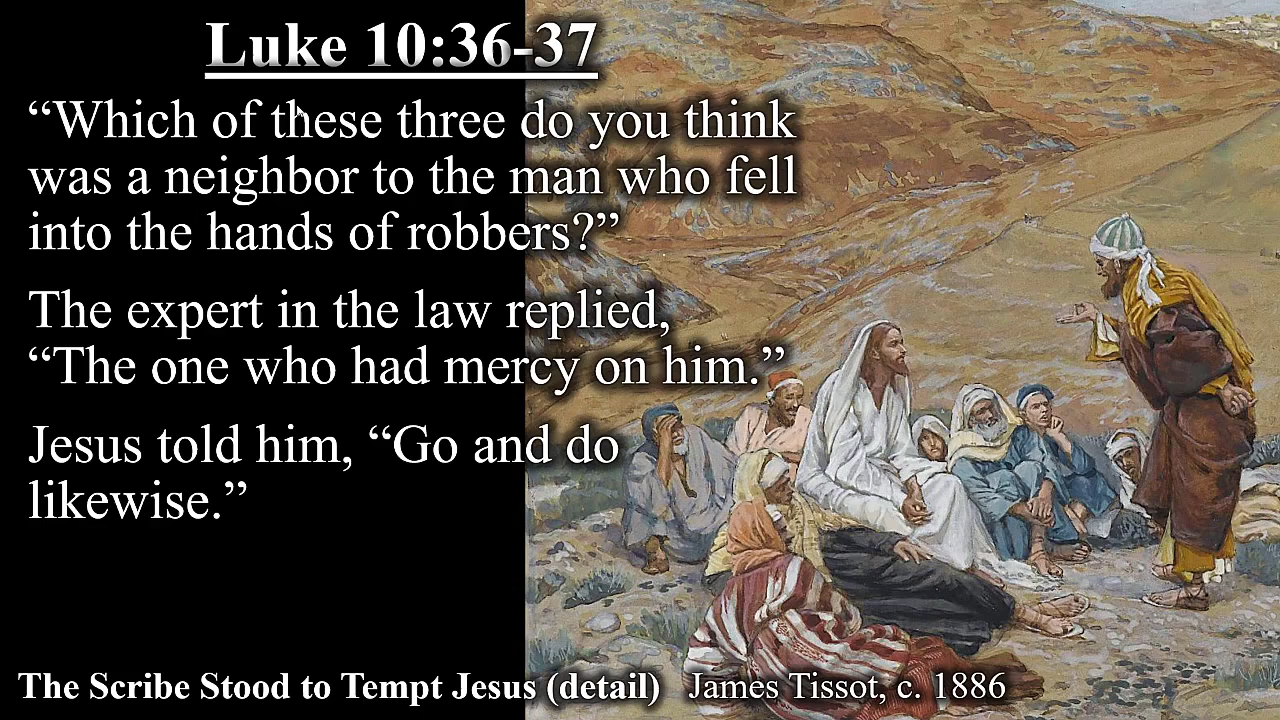 Luke 10:36-37
“Which of these three do you think
was a neighbor to the man who fell
into the hands of robbers?”
The expert in the law replied,
“The one who had mercy on him.”
Jesus told him, “Go and do
likewise.”
The Scribe Stood to Tempt Jesus (detail) James Tissot, c. 1886